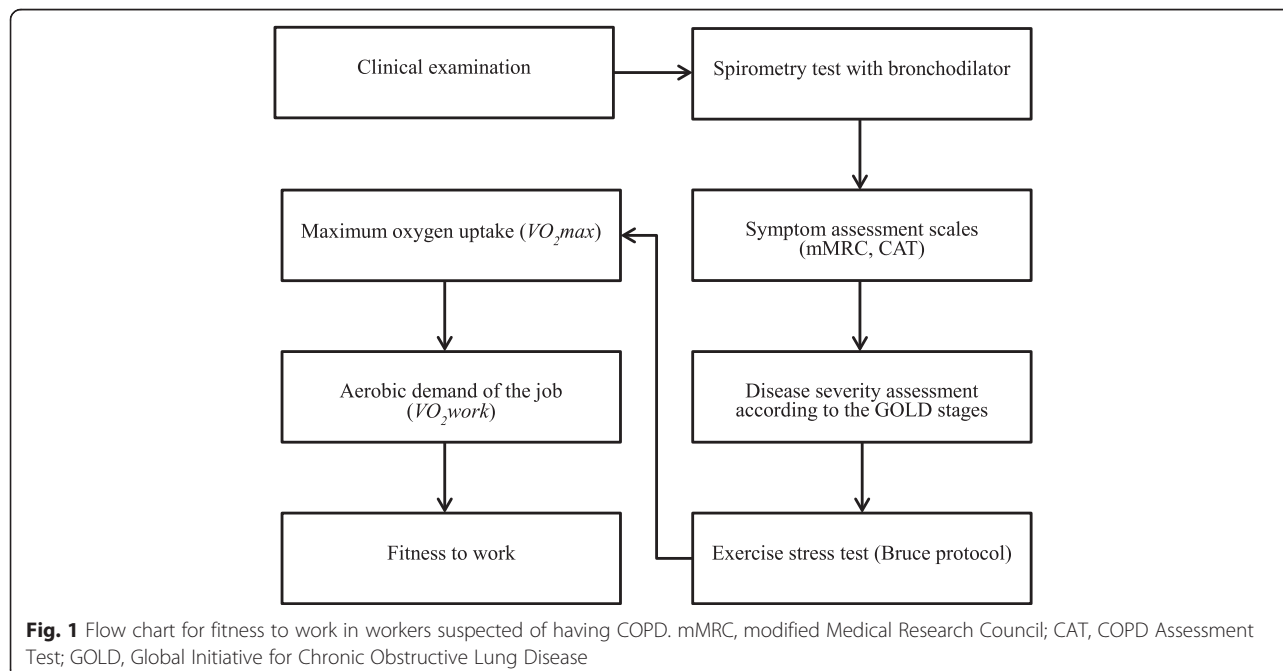 Clinical examination
Spirometry test with bronchodilator
Symptom assessment scales
(mMRC, CAT)
Disease severity assessment
according to the GOLD stages
Exercise stress test (Bruce protocol)
Maximum oxygen uptake (VO₂max)
Aerobic demand of the job
(VO₂work)
Fitness to work
Fig. 1 Flow chart for fitness to work in workers suspected of having COPD. mMRC, modified Medical Research Council; CAT, COPD Assessment
Test; GOLD, Global Initiative for Chronic Obstructive Lung Disease